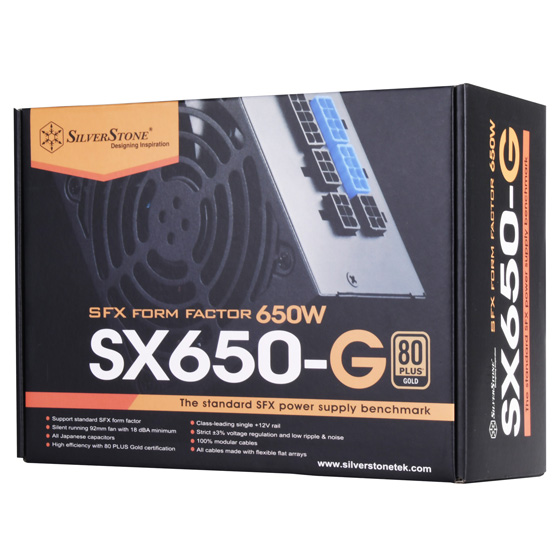 SILVERSTONE®
Designing Inspiration
SFX FORM FACTOR 650W
SX650-G
80
PLUS®
GOLD
The standard SFX power supply benchmark
Support standard SFX form factor
Silent running 92mm fan with 18 dBA minimum
All Japanese capacitors
High efficiency with 80 PLUS Gold certification
Class-leading single +12V rail
Strict ±3% voltage regulation and low ripple & noise
100% modular cables
All cables made with flexible flat arrays
www.silverstonetek.com
SFX FORM FACTOR 650W
SX650-G
The standard SFX power supply benchmark
SILVERSTONE